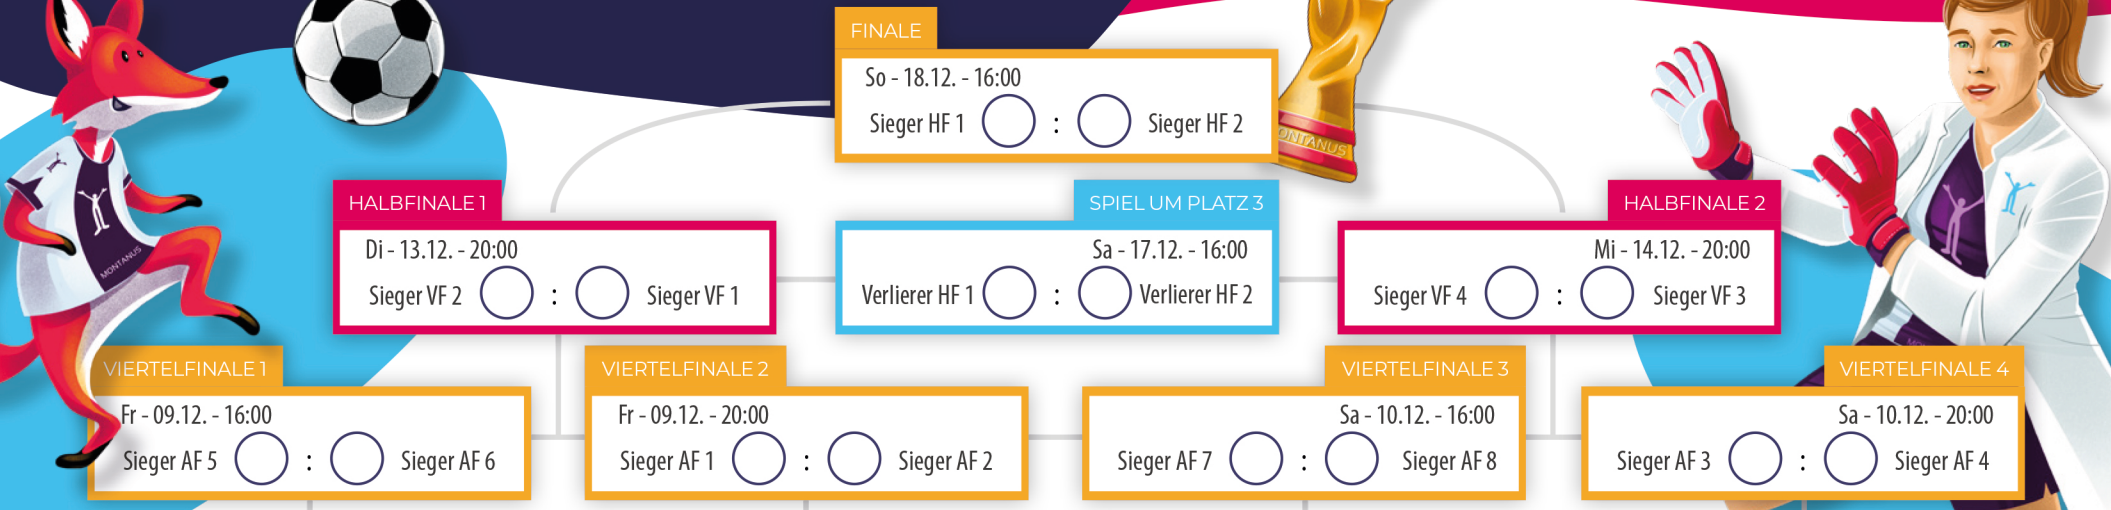 FINALE
So - 18.12. - 16:00
Sieger HF 1 : Sieger HF 2
MONTANUS
HALBFINALE 1
Di - 13.12. - 20:00
Sieger VF 2 : Sieger VF 1
SPIEL UM PLATZ 3
Sa - 17.12. - 16:00
Verlierer HF 1 : Verlierer HF 2
HALBFINALE 2
Mi - 14.12. - 20:00
Sieger VF 4 : Sieger VF 3
MONTANUS
VIERTELFINALE 1
Fr - 09.12. - 16:00
Sieger AF 5 : Sieger AF 6
VIERTELFINALE 2
Fr - 09.12. - 20:00
Sieger AF 1 : Sieger AF 2
VIERTELFINALE 3
Sa - 10.12. - 16:00
Sieger AF 7 : Sieger AF 8
VIERTELFINALE 4
Sa - 10.12. - 20:00
Sieger AF 3 : Sieger AF 4